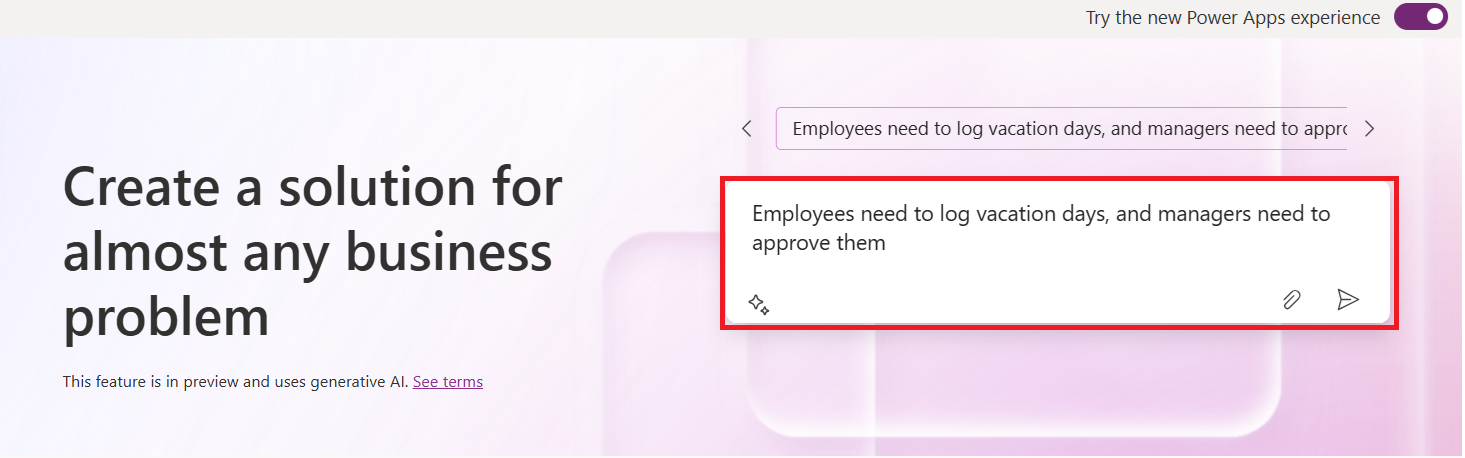 Try the new Power Apps experience
Employees need to log vacation days, and managers need to appro
Create a solution for
almost any business
problem
Employees need to log vacation days, and managers need to
approve them
This feature is in preview and uses generative AI. See terms